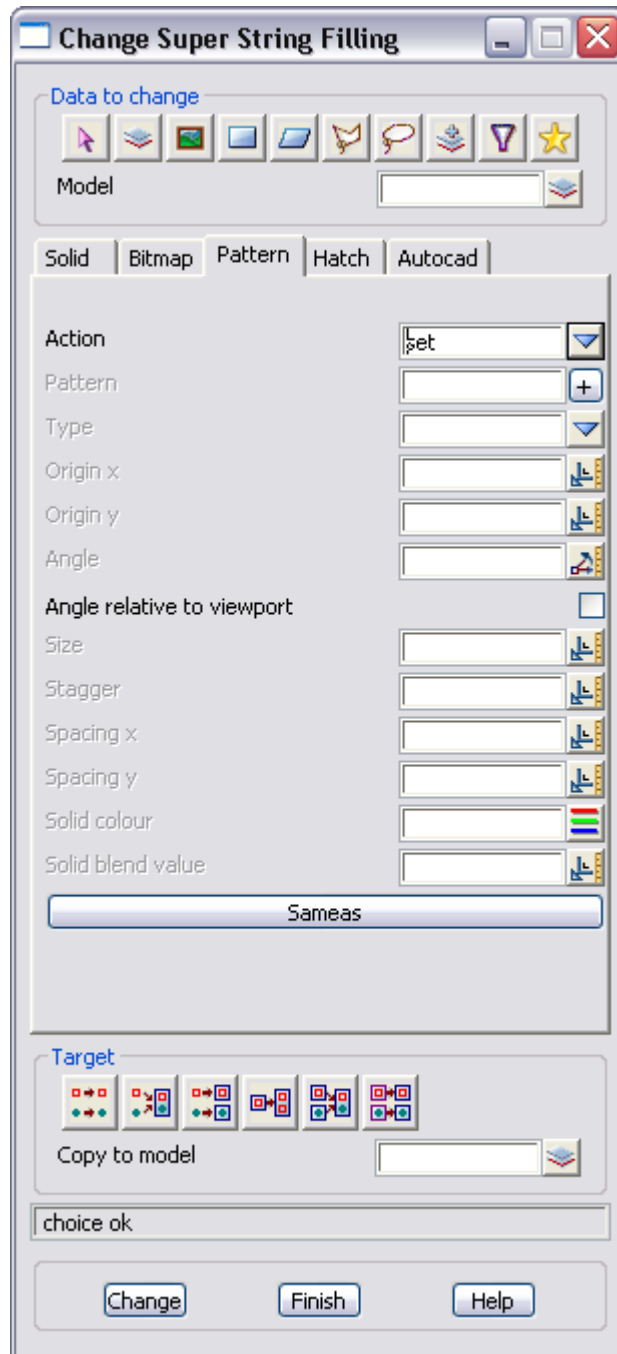 Change Super String Filling
Data to change
Model
Solid Bitmap Pattern Hatch Autocad
Action set
Pattern
Type
Origin x
Origin y
Angle
Angle relative to viewport
Size
Stagger
Spacing x
Spacing y
Solid colour
Solid blend value
Sameas
Target
Copy to model
choice ok
Change Finish Help